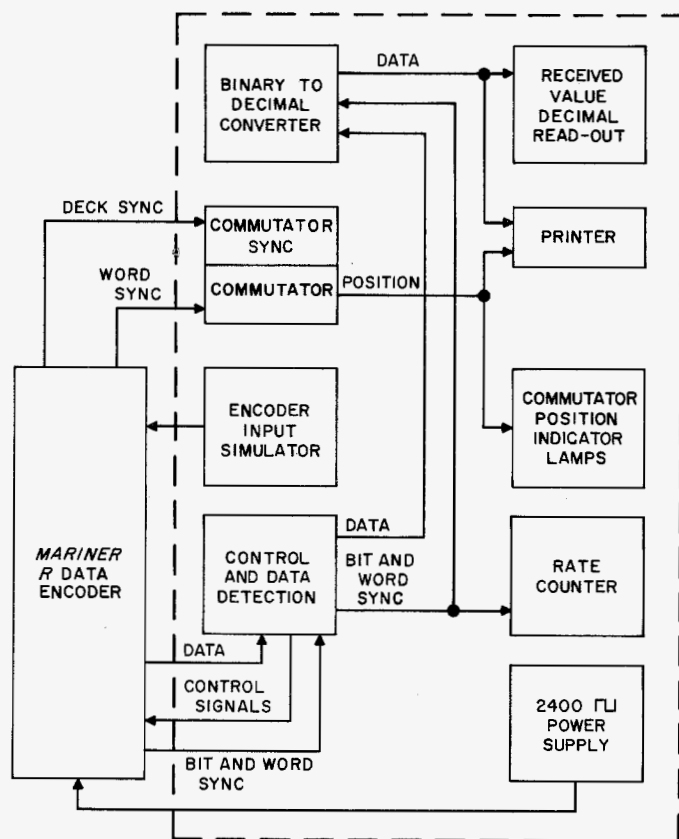 BINARY TO
DECIMAL
CONVERTER
DATA
RECEIVED
VALUE
DECIMAL
READ-OUT
DECK SYNC
COMMUTATOR
SYNC
PRINTER
WORD
SYNC
COMMUTATOR
POSITION
ENCODER
INPUT
SIMULATOR
COMMUTATOR
POSITION
INDICATOR
LAMPS
MARINER
R DATA
ENCODER
CONTROL
AND DATA
DETECTION
DATA
BIT AND
WORD
SYNC
RATE
COUNTER
DATA
CONTROL
SIGNALS
BIT AND WORD
SYNC
2400
POWER
SUPPLY